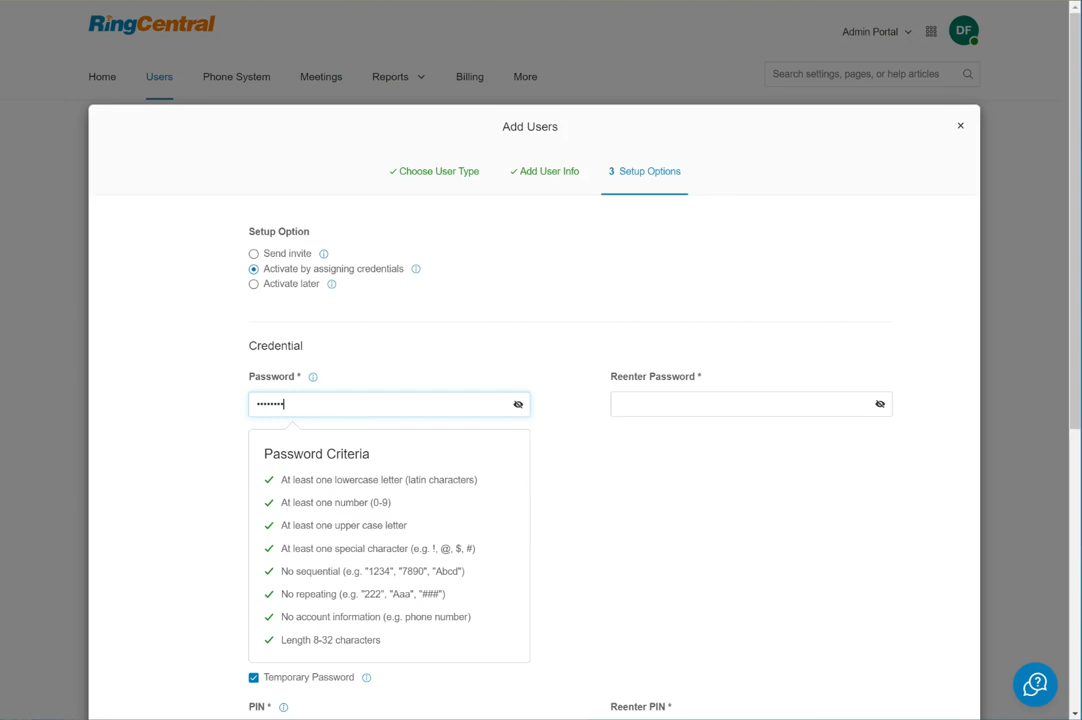 RingCentral
Admin Portal
DF
Home Users Phone System Meetings Reports Billing More
Search settings, pages, or help articles
Add Users
×
✓ Choose User Type ✓ Add User Info 3 Setup Options
Setup Option
Send invite
Activate by assigning credentials
Activate later
Credential
Password * Reenter Password *
••••••••
Password Criteria
At least one lowercase letter (latin characters)
At least one number (0-9)
At least one upper case letter
At least one special character (e.g. !, @, $, #)
No sequential (e.g. "1234", "7890", "Abcd")
No repeating (e.g. "222", "Aaa", "###")
No account information (e.g. phone number)
Length 8-32 characters
Temporary Password
PIN * Reenter PIN *